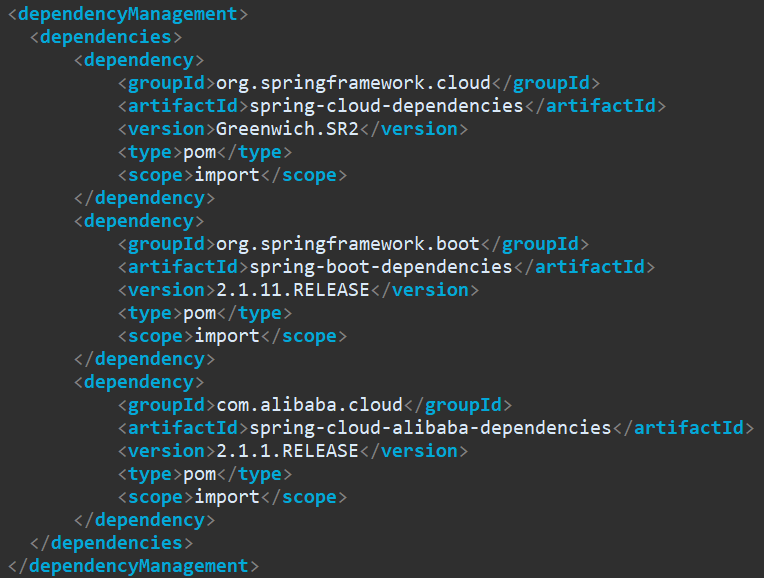 <dependencyManagement>
<dependencies>
<dependency>
<groupId>org.springframework.cloud</groupId>
<artifactId>spring-cloud-dependencies</artifactId>
<version>Greenwich.SR2</version>
<type>pom</type>
<scope>import</scope>
</dependency>
<dependency>
<groupId>org.springframework.boot</groupId>
<artifactId>spring-boot-dependencies</artifactId>
<version>2.1.11.RELEASE</version>
<type>pom</type>
<scope>import</scope>
</dependency>
<dependency>
<groupId>com.alibaba.cloud</groupId>
<artifactId>spring-cloud-alibaba-dependencies</artifactId>
<version>2.1.1.RELEASE</version>
<type>pom</type>
<scope>import</scope>
</dependency>
</dependencies>
</dependencyManagement>